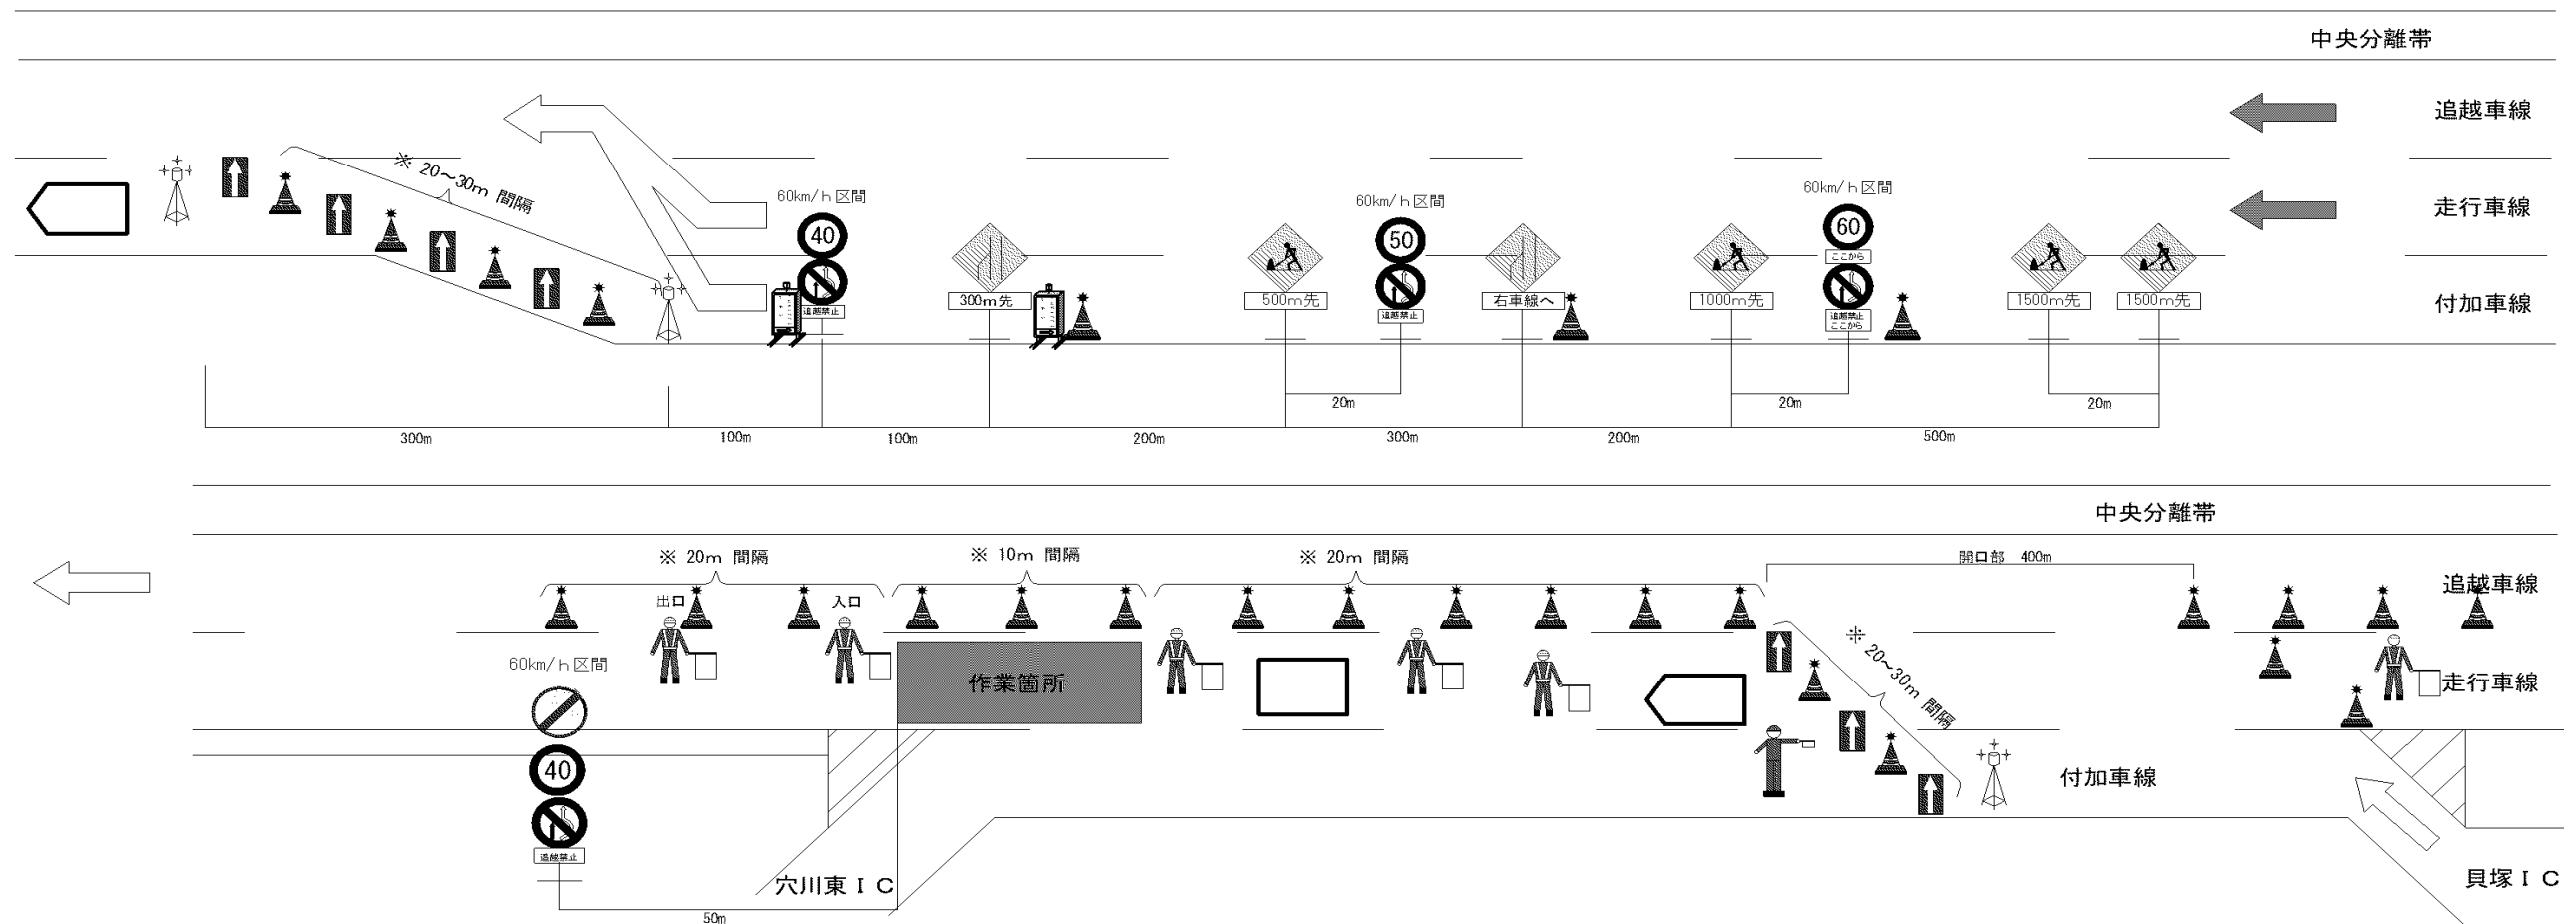 中央分離帯
追越車線
※ 20～30m 間隔
60km/h区間
60km/h区間
60km/h区間
走行車線
40
50
60
ここから
300m先
500m先
右車線へ
1000m先
1500m先
1500m先
付加車線
追越禁止
追越禁止
追越禁止
ここから
20m
20m
20m
300m
100m
100m
200m
300m
200m
500m
中央分離帯
※ 20m 間隔
※ 10m 間隔
※ 20m 間隔
開口部 400m
追越車線
出口
入口
※ 20～30m 間隔
60km/h区間
作業箇所
走行車線
40
付加車線
追越禁止
穴川東ＩＣ
貝塚ＩＣ
50m